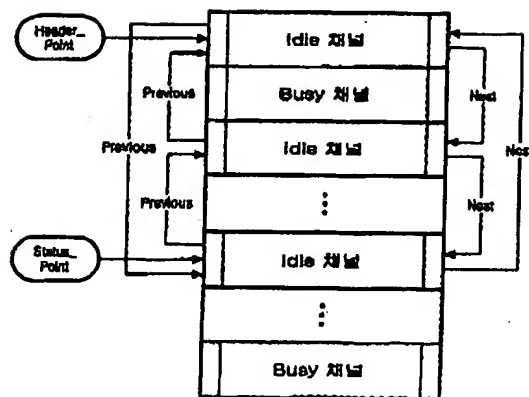 Header_
Point
Idle 채널
Previous
Busy 채널
Next
Previous
Idle 채널
Next
Previous
Next
Status_
Point
Idle 채널
Busy 채널